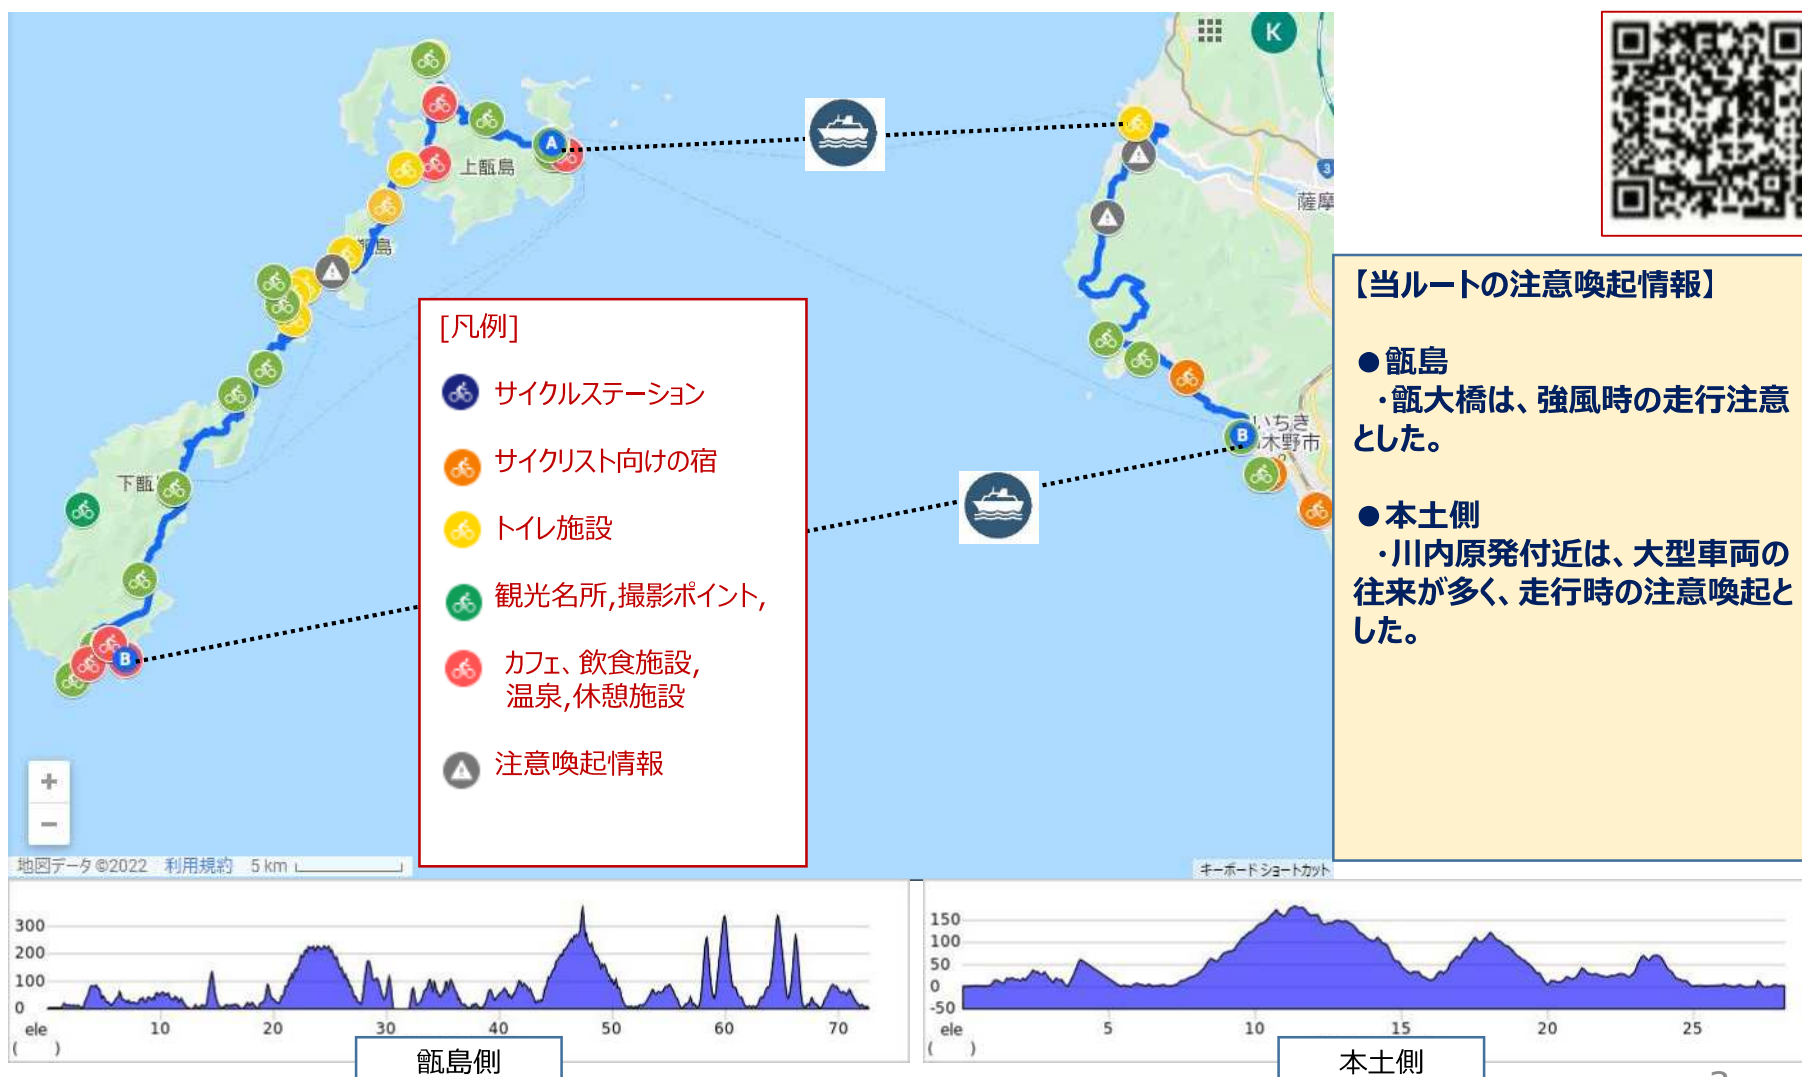 K
A
上甑島
島
下甑
B
3
薩摩
いちき
木野市
B
[凡例]
サイクルステーション
サイクリスト向けの宿
トイレ施設
観光名所,撮影ポイント,
カフェ、飲食施設,
温泉,休憩施設
注意喚起情報
【当ルートの注意喚起情報】
●甑島
・甑大橋は、強風時の走行注意
とした。
●本土側
・川内原発付近は、大型車両の
往来が多く、走行時の注意喚起と
した。
+
−
地図データ ©2022 利用規約 5 km
キーボード ショートカット
300
200
100
0
ele
( )
10 20 30 40 50 60 70
甑島側
150
100
50
0
-50
ele
( )
5 10 15 20 25
本土側